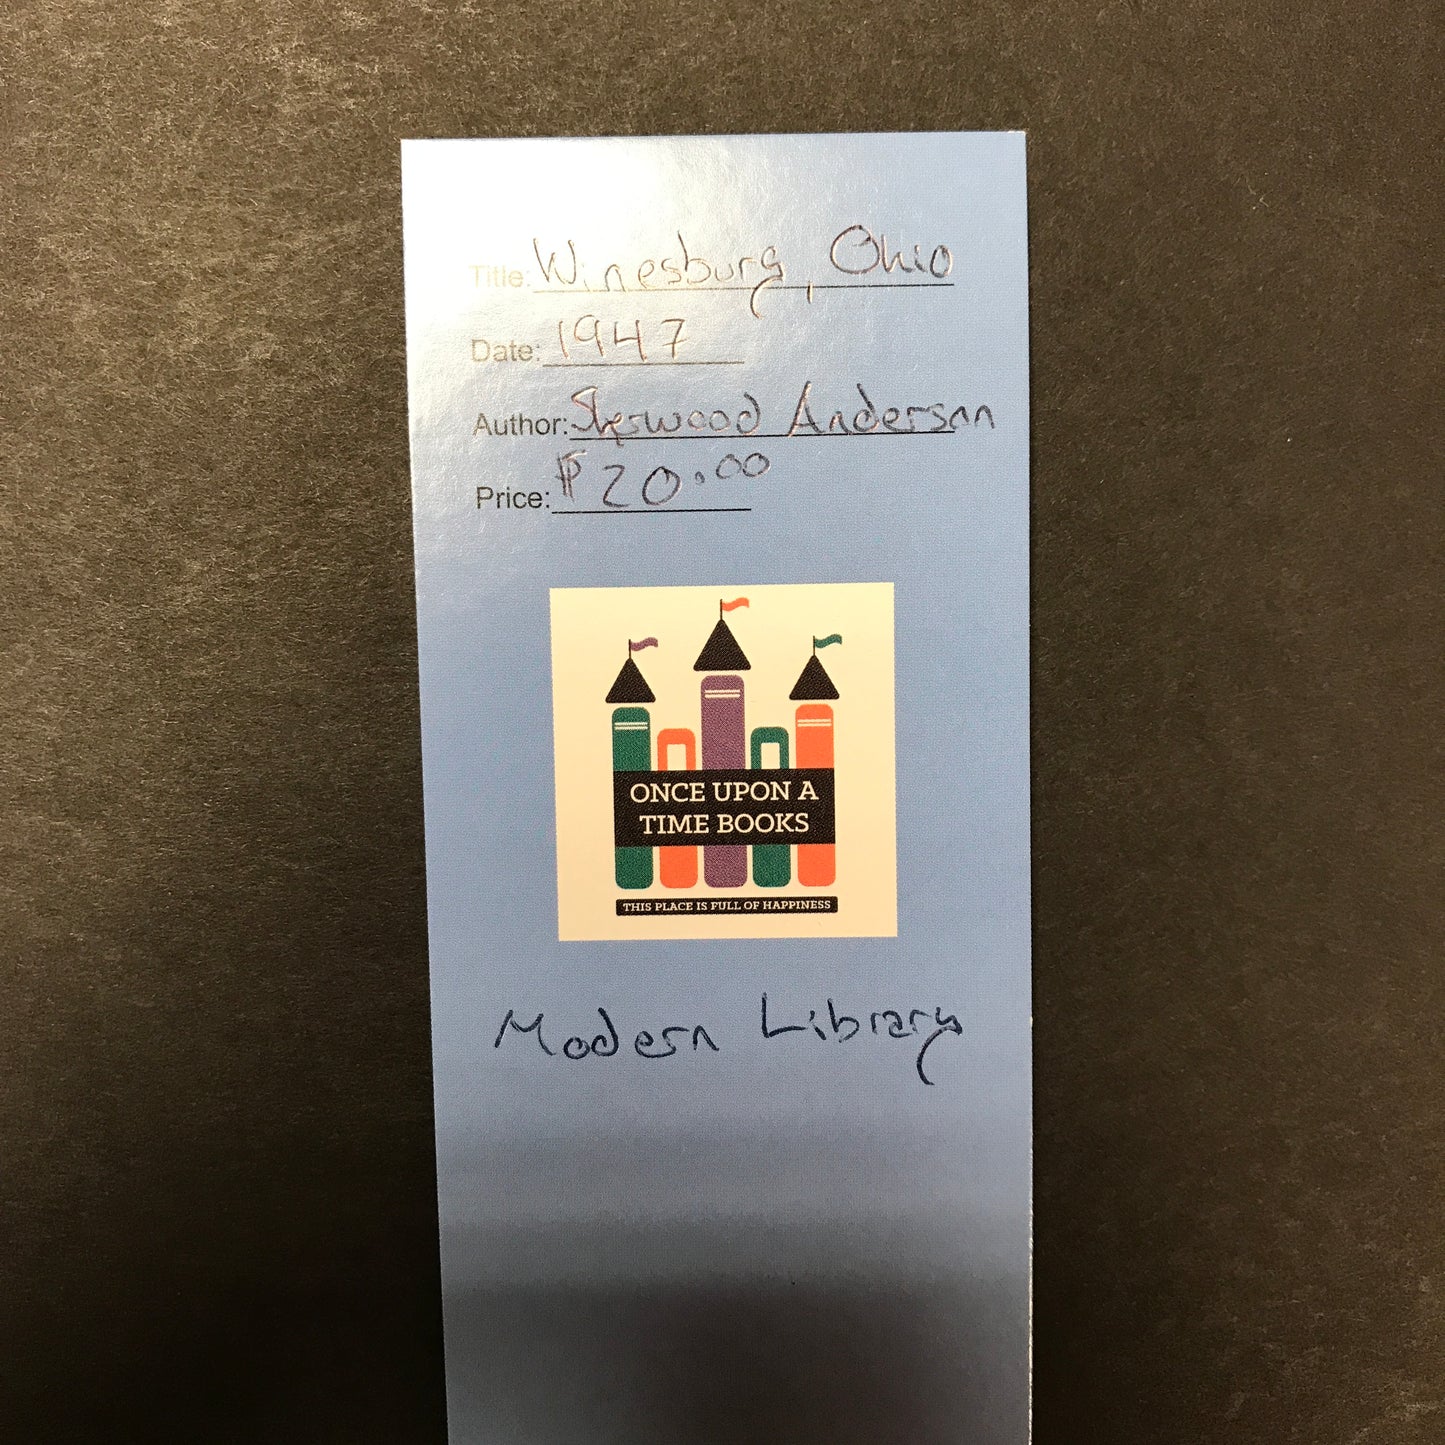 Title: Winesburg, Ohio
Date: 1947
Author: Sherwood Anderson
Price: $20.00
ONCE UPON A
TIME BOOKS
THIS PLACE IS FULL OF HAPPINESS
Modern Library